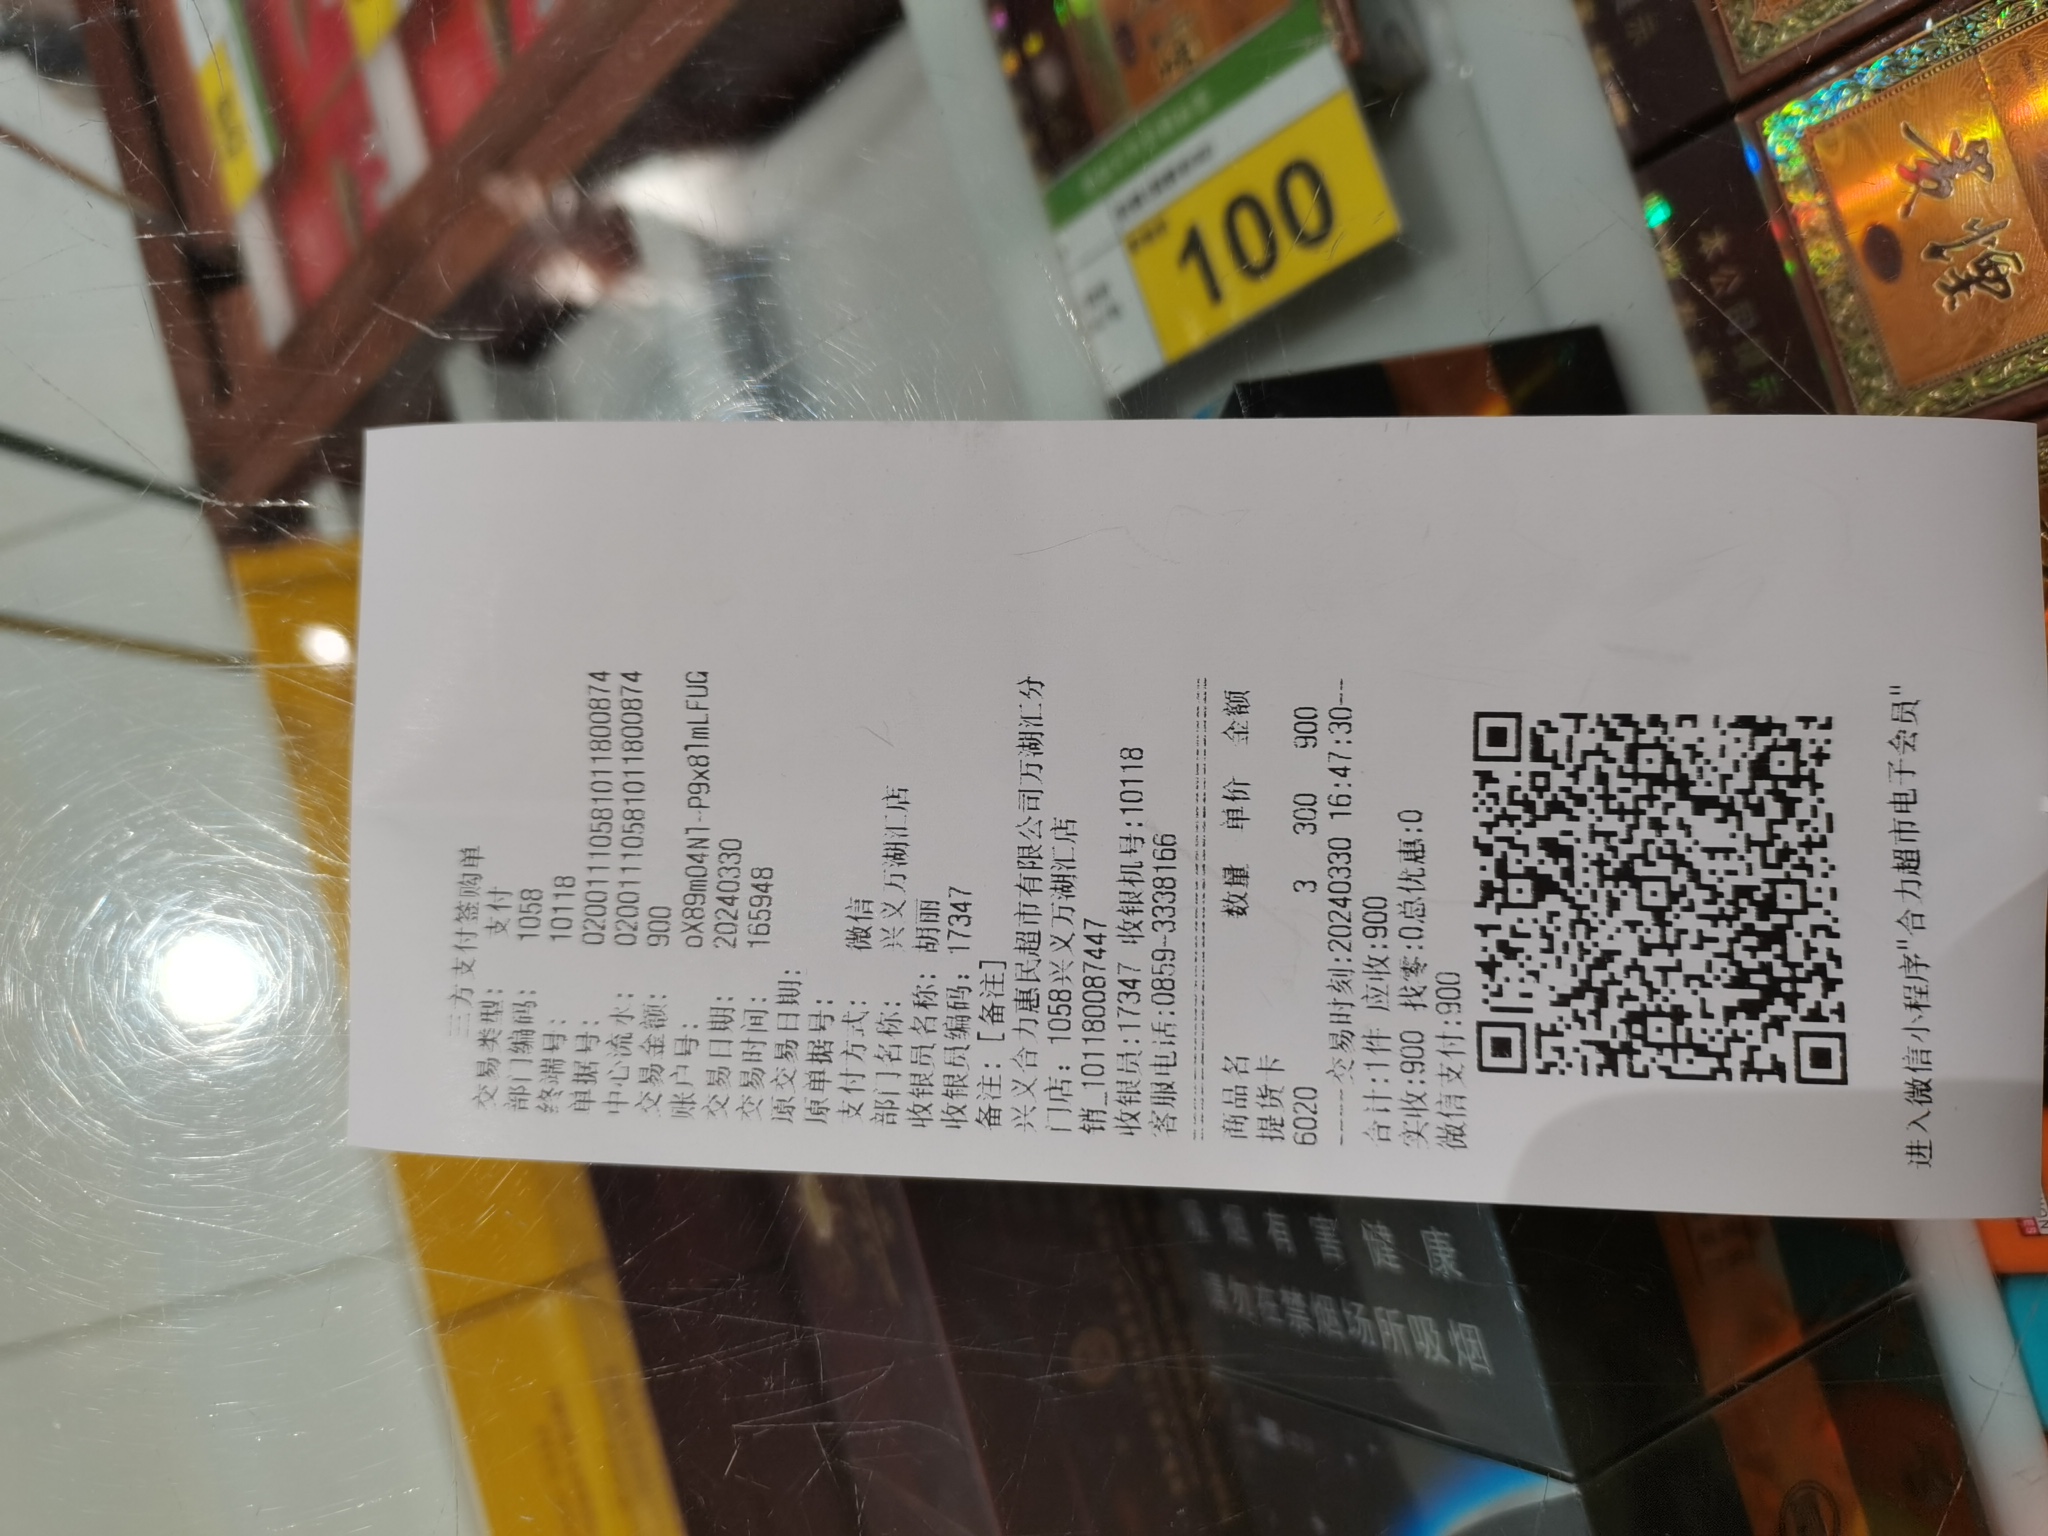 三方支付签购单
交易类型: 支付
部门编码: 1058
终端号: 10118
单据号: 020011105810118 00874
中心流水: 02001110581011800874
交易金额: 900
账户号: oX89mO4Nl-P9x8lmLFUG
交易日期: 20240330
交易时间: 165948
原交易日期:
原单据号:
支付方式: 微信
部门名称: 兴义万湖汇店
收银员名称: 胡丽
收银员编码: 17347
备注: [备注]
兴义合力惠民超市有限公司万湖汇分
门店: 1058兴义万湖汇店
销_101180087447
收银员:17347 收银机号:10118
客服电话:0859-3338166
商品名 数量 单价 金额
提货卡
6020 3 300 900
----交易时刻:20240330 16:47:30--
合计:1件 应收:900
实收:900 找零:0总优惠:0
微信支付:900
进入微信小程序"合力超市电子会员"
100
请勿在禁烟场所吸烟